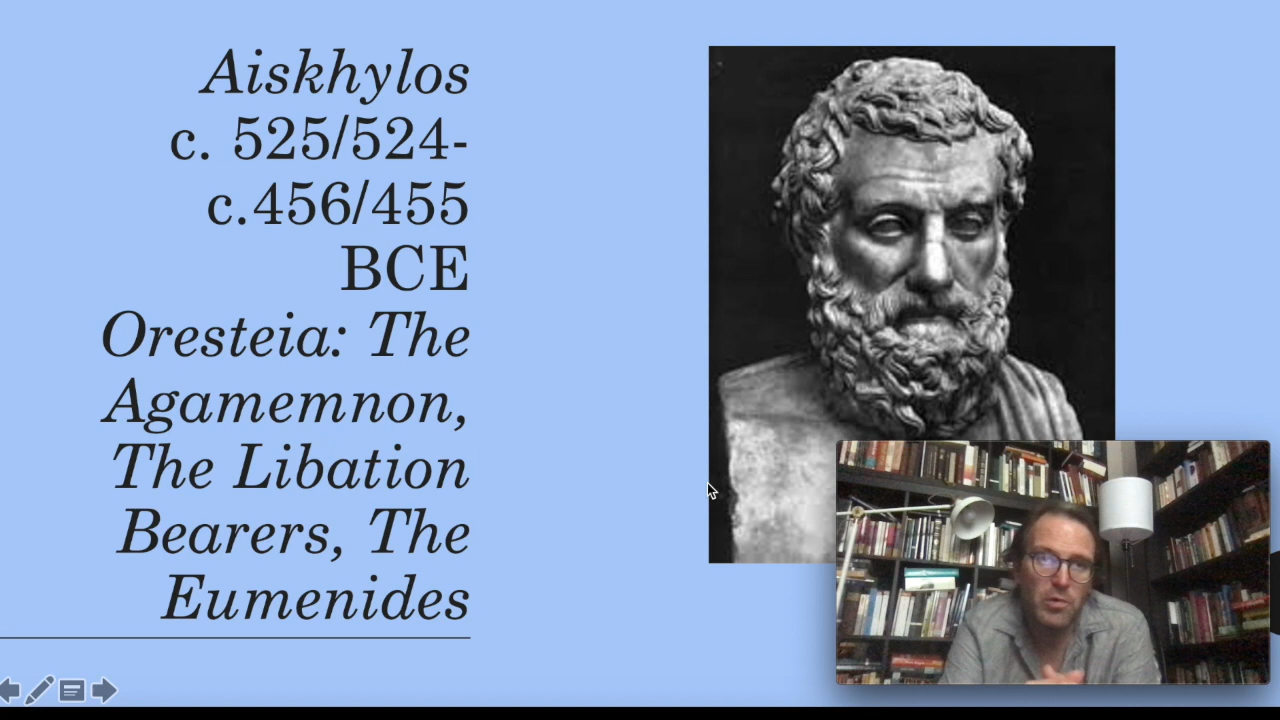 Aiskhylos
c. 525/524-
c.456/455
BCE
Oresteia: The
Agamemnon,
The Libation
Bearers, The
Eumenides